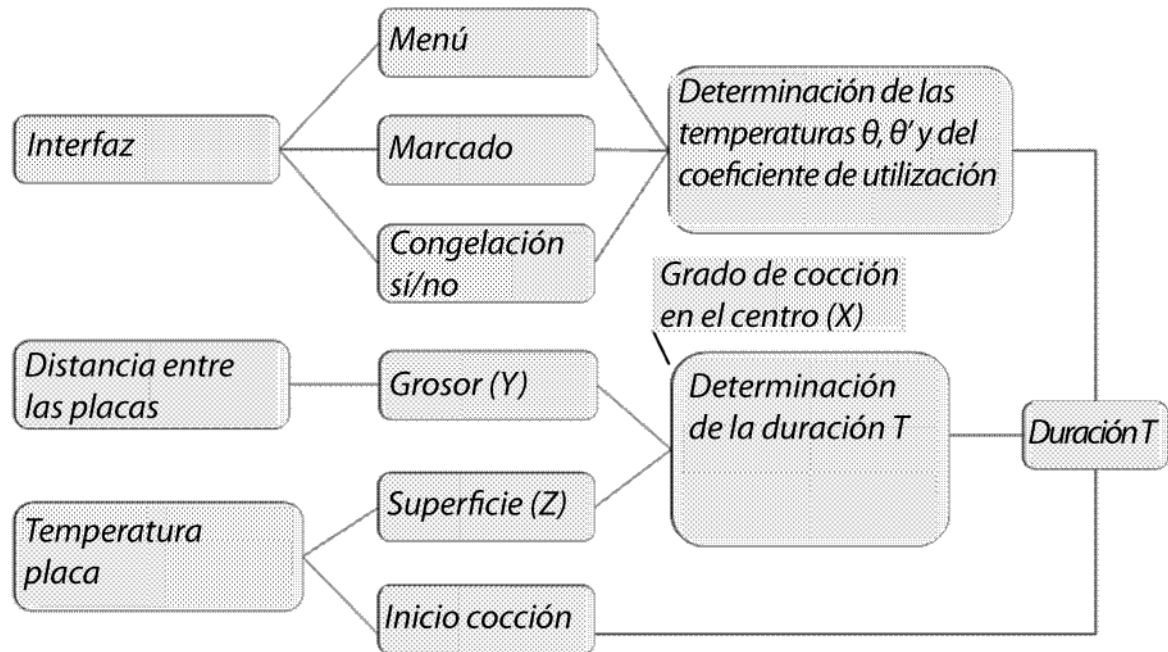 Menú
Interfaz
Marcado
Congelación
sí/no
Determinación de las
temperaturas θ, θ’ y del
coeficiente de utilización
Grado de cocción
en el centro (X)
Distancia entre
las placas
Grosor (Y)
Determinación
de la duración T
Duración T
Superficie (Z)
Temperatura
placa
Inicio cocción